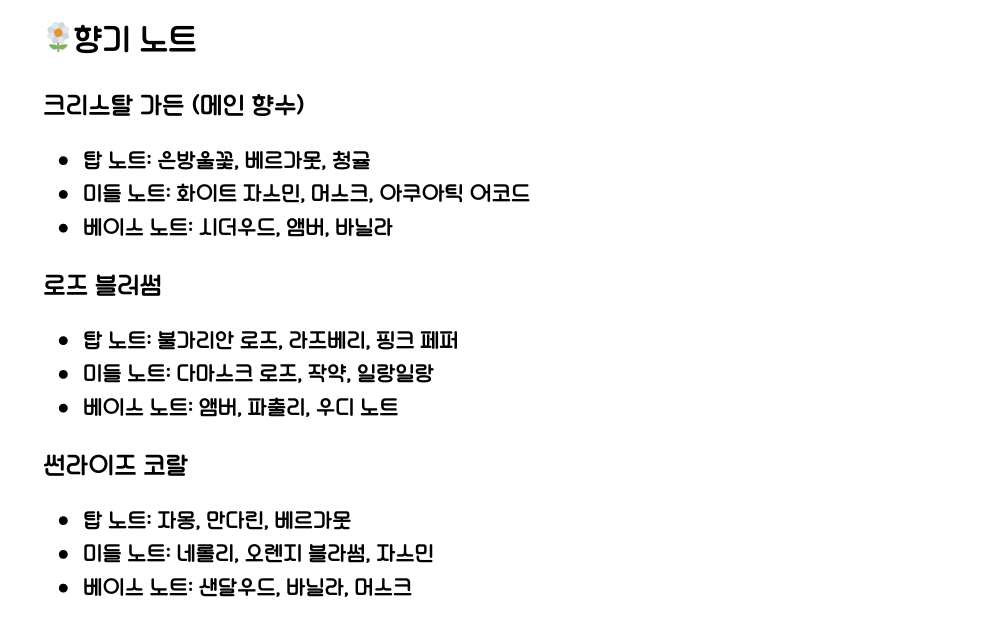 🌼향기 노트
크리스탈 가든 (메인 향수)
• 탑 노트: 은방울꽃, 베르가못, 청귤
• 미들 노트: 화이트 자스민, 머스크, 아쿠아틱 어코드
• 베이스 노트: 시더우드, 앰버, 바닐라
로즈 블러썸
• 탑 노트: 불가리안 로즈, 라즈베리, 핑크 페퍼
• 미들 노트: 다마스크 로즈, 작약, 일랑일랑
• 베이스 노트: 앰버, 파출리, 우디 노트
썬라이즈 코랄
• 탑 노트: 자몽, 만다린, 베르가못
• 미들 노트: 네롤리, 오렌지 블라썸, 자스민
• 베이스 노트: 샌달우드, 바닐라, 머스크